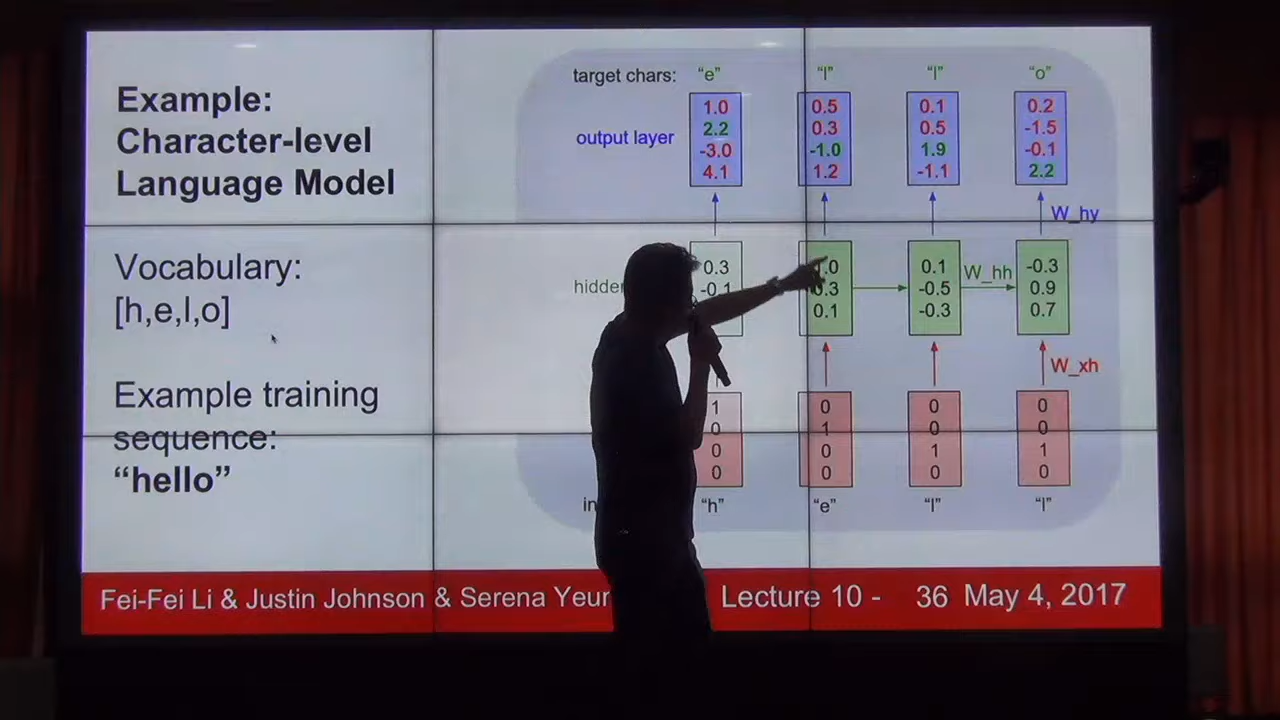 Example:
Character-level
Language Model
Vocabulary:
[h,e,l,o]
Example training
sequence:
“hello”
target chars: “e” “l” “l” “o”
output layer
1.0 0.5 0.1 0.2
2.2 0.3 0.5 -1.5
-3.0 -1.0 1.9 -0.1
4.1 1.2 -1.1 2.2
W_hy
0.3 0.1 -0.3
-0.1 0.3 -0.5 0.9
0.1 -0.3 0.7
W_hh
W_xh
1 0 0 0
0 1 0 0
0 0 1 1
0 0 0 0
“h” “e” “l” “l”
Fei-Fei Li & Justin Johnson & Serena Lecture 10 - 36 May 4, 2017